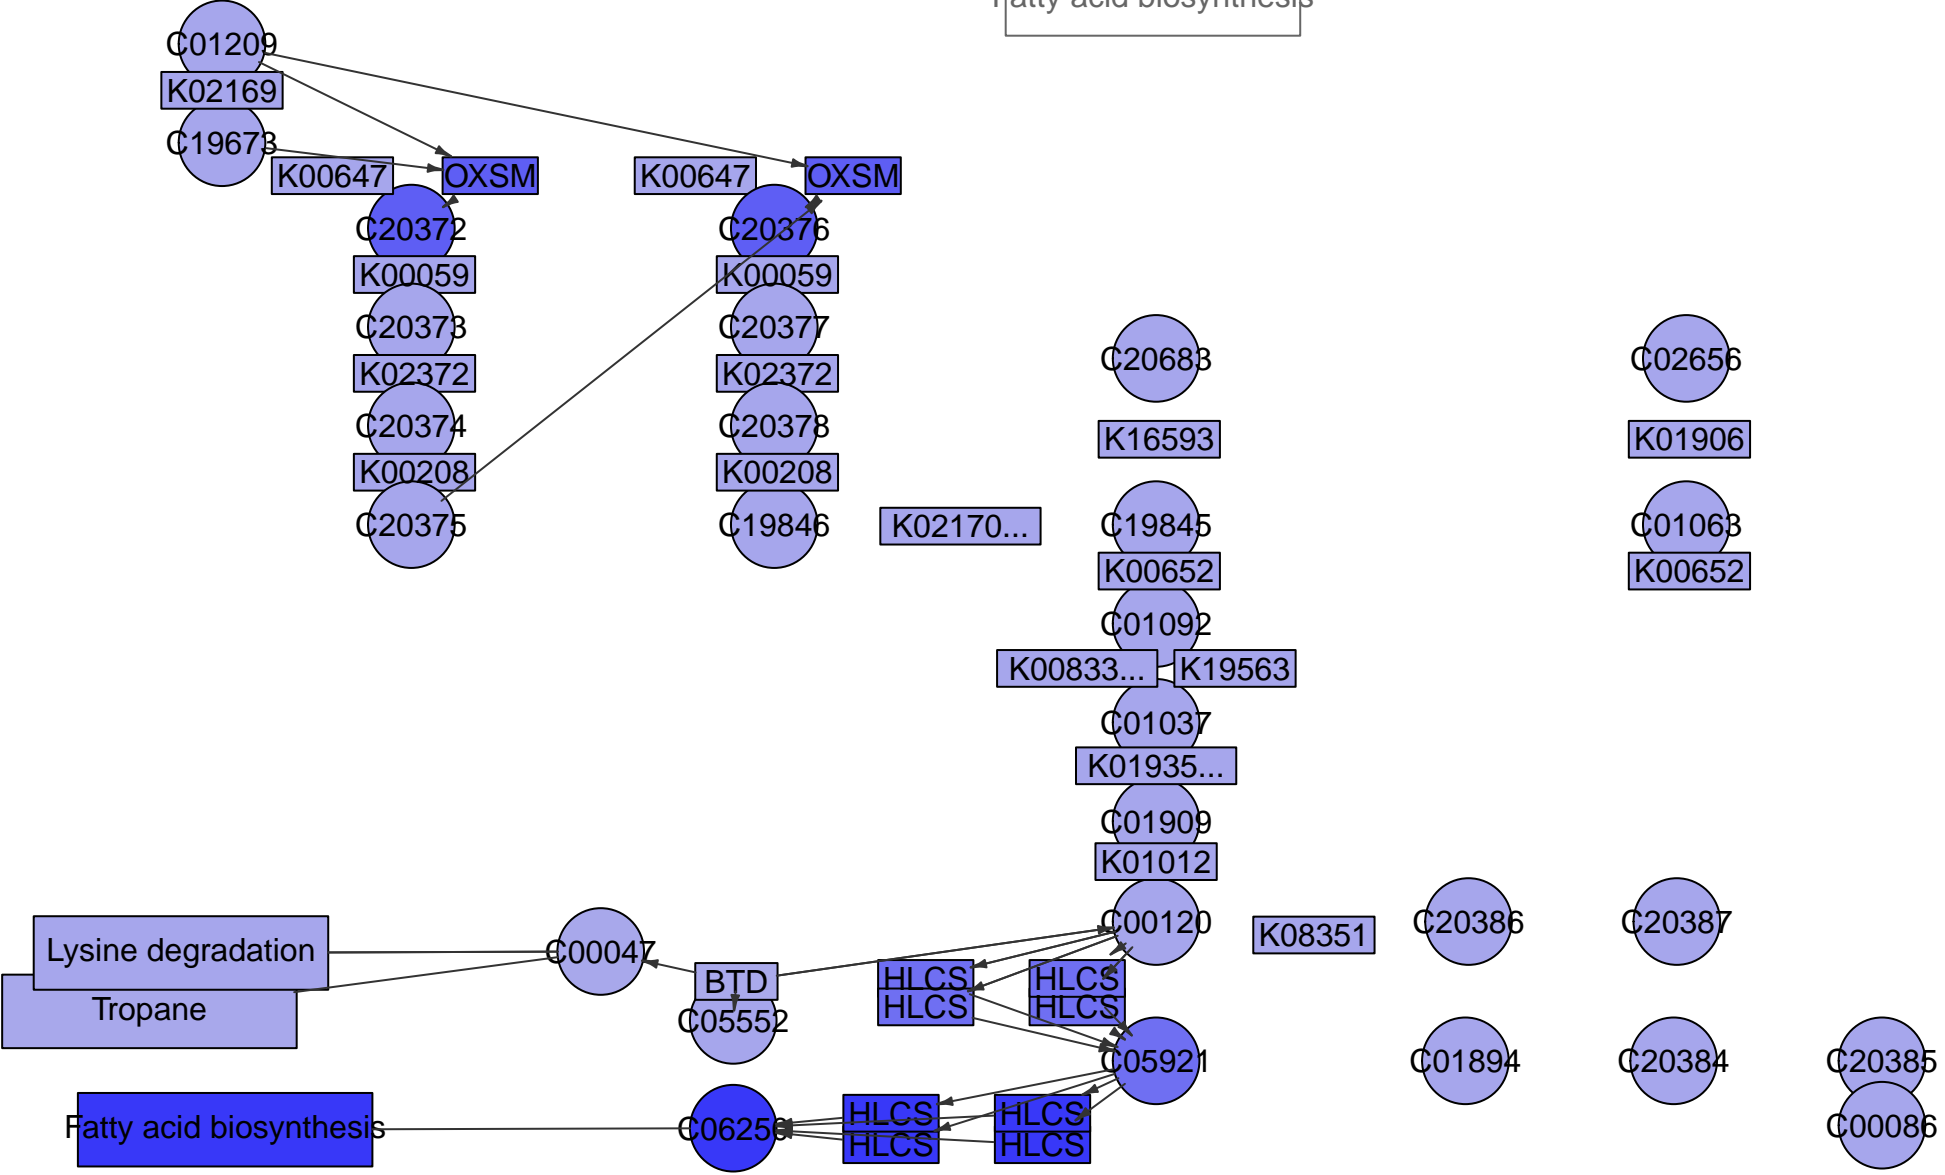 Fatty acid biosynthesis
C01209
K02169
C19673
K00647
OXSM
K00647
OXSM
C20372
C20376
K00059
K00059
C20373
C20377
C20683
C02656
K02372
K02372
C20374
C20378
K16593
K01906
K00208
K00208
C20375
C19846
K02170...
C19845
C01063
K00652
K00652
C01092
K00833...
K19563
C01037
K01935...
C01909
K01012
C00120
K08351
C20386
C20387
Lysine degradation
C00047
BTD
HLCS
HLCS
Tropane
HLCS
HLCS
C05552
C05921
C01894
C20384
C20385
Fatty acid biosynthesis
C06250
HLCS
HLCS
HLCS
HLCS
C00086